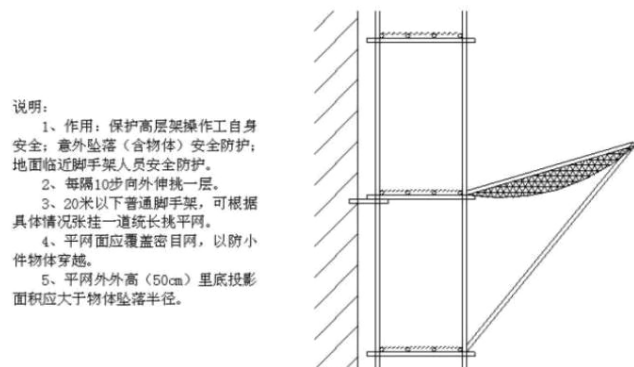 说明：
1、作用：保护高层架操作工自身
安全；意外坠落（含物体）安全防护；
地面临近脚手架人员安全防护。
2、每隔10步向外伸挑一层。
3、20米以下普通脚手架，可根据
具体情况张挂一道统长挑平网。
4、平网面应覆盖密目网，以防小
件物体穿越。
5、平网外外高（50cm）里底投影
面积应大于物体坠落半径。